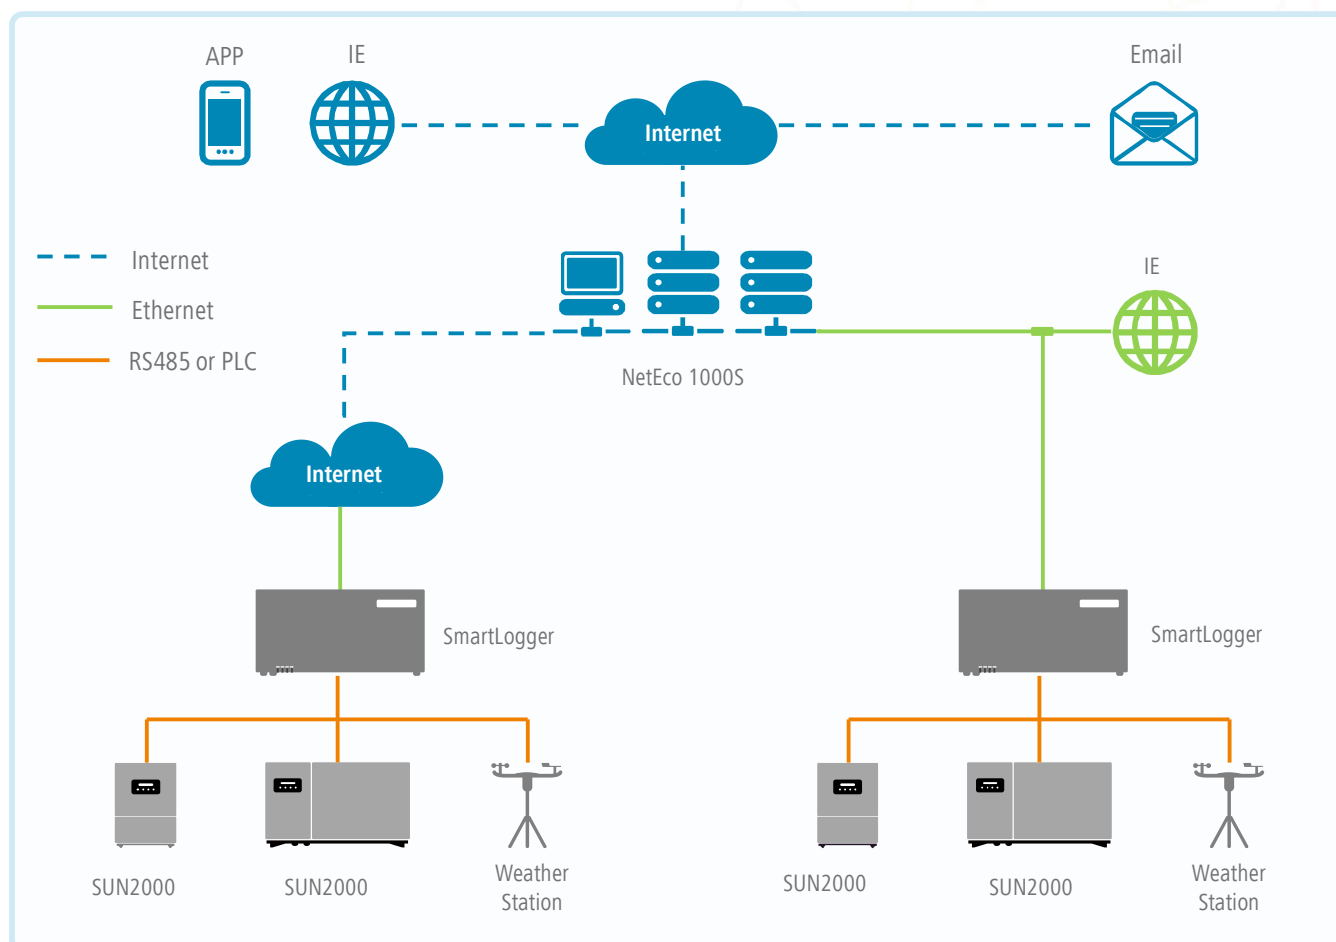 APP
IE
Email
Internet
Internet
Ethernet
RS485 or PLC
IE
NetEco 1000S
Internet
SmartLogger
SmartLogger
SUN2000
SUN2000
Weather
Station
SUN2000
SUN2000
Weather
Station